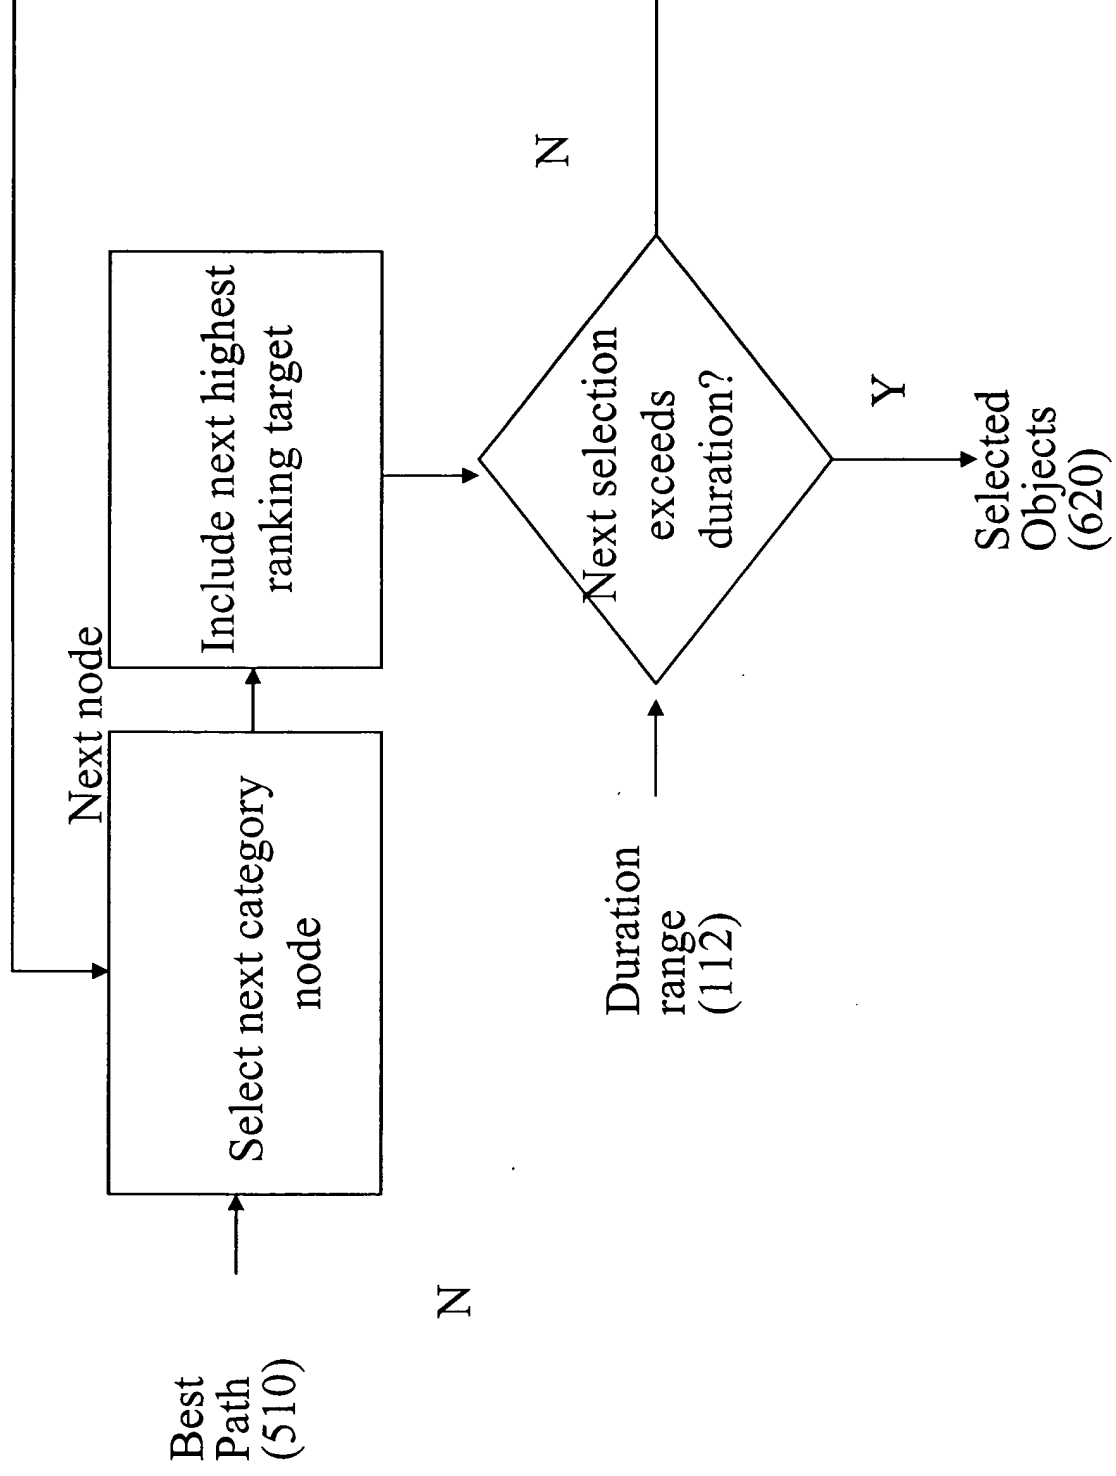 Best
Path
(510)
Select next category
node
Next node
Include next highest
ranking target
N
Duration
range
(112)
Next selection
exceeds
duration?
N
Y
Selected
Objects
(620)